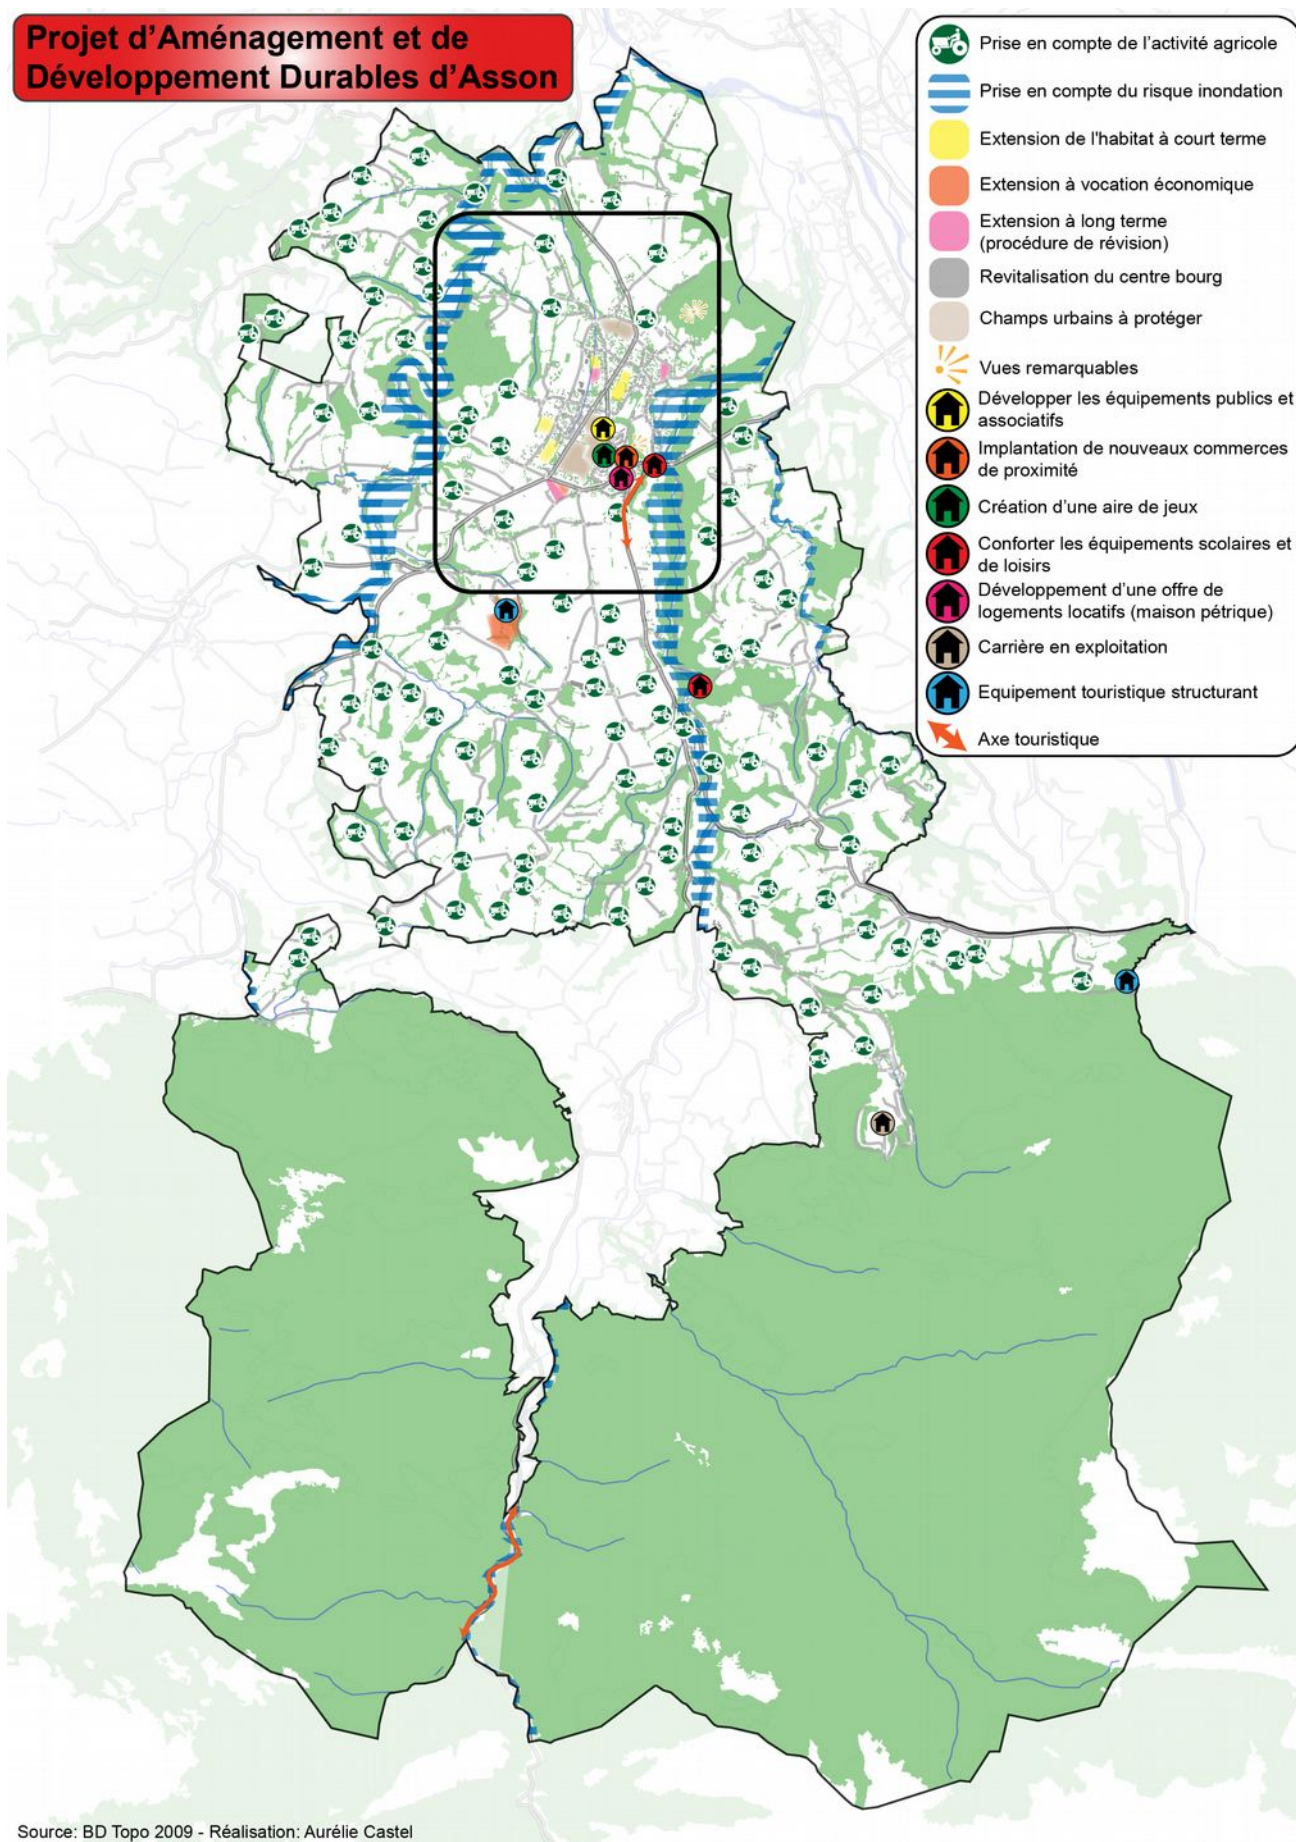 Projet d’Aménagement et de
Développement Durables d’Asson
Prise en compte de l’activité agricole
Prise en compte du risque inondation
Extension de l'habitat à court terme
Extension à vocation économique
Extension à long terme
(procédure de révision)
Revitalisation du centre bourg
Champs urbains à protéger
Vues remarquables
Développer les équipements publics et
associatifs
Implantation de nouveaux commerces
de proximité
Création d’une aire de jeux
Conforter les équipements scolaires et
de loisirs
Développement d’une offre de
logements locatifs (maison pétrique)
Carrière en exploitation
Equipement touristique structurant
Axe touristique
Source: BD Topo 2009 - Réalisation: Aurélie Castel